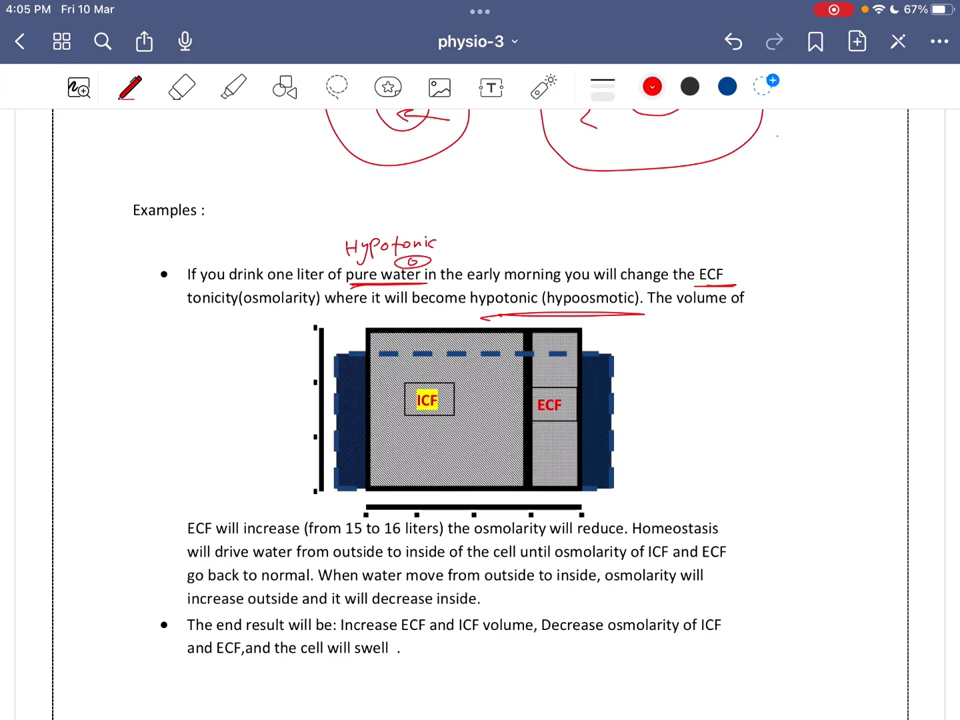 4:05 PM Fri 10 Mar
67%
physio-3
T
Examples :
Hypotonic
0
• If you drink one liter of pure water in the early morning you will change the ECF
tonicity(osmolarity) where it will become hypotonic (hypoosmotic). The volume of
ICF
ECF
ECF will increase (from 15 to 16 liters) the osmolarity will reduce. Homeostasis
will drive water from outside to inside of the cell until osmolarity of ICF and ECF
go back to normal. When water move from outside to inside, osmolarity will
increase outside and it will decrease inside.
• The end result will be: Increase ECF and ICF volume, Decrease osmolarity of ICF
and ECF,and the cell will swell .